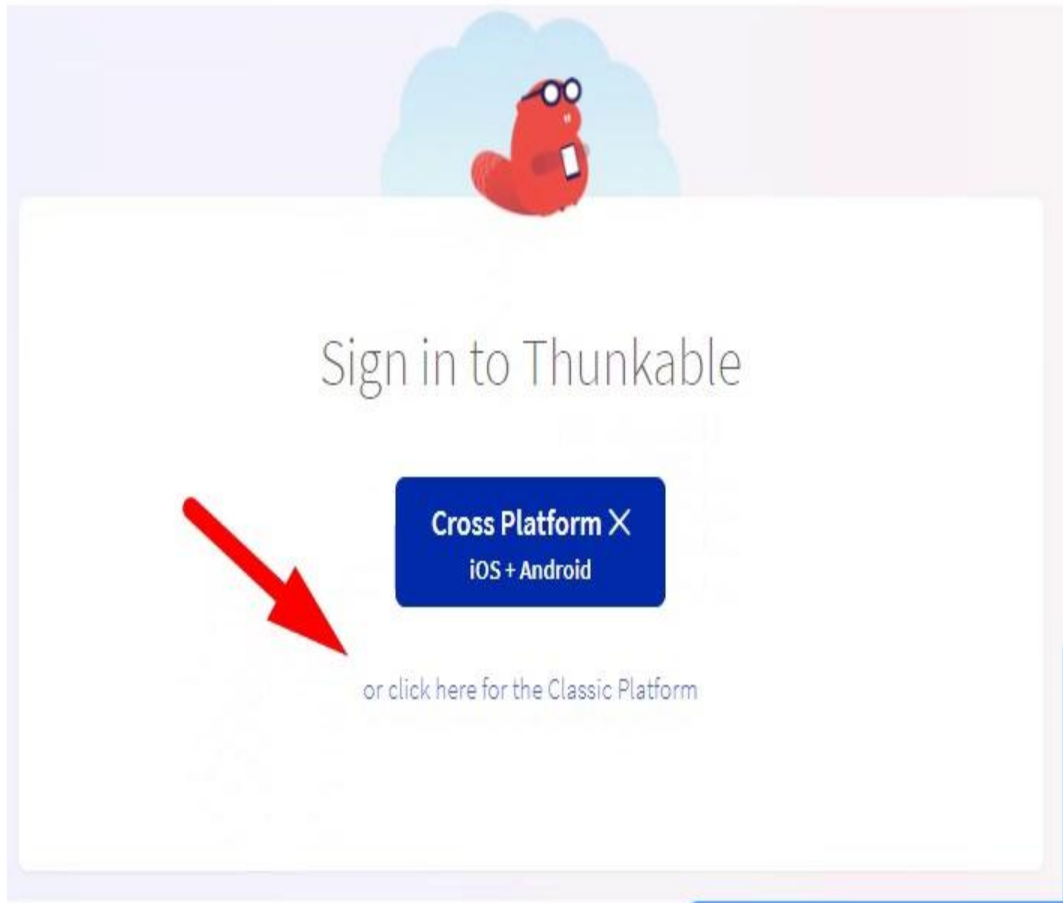 Sign in to Thunkable
Cross Platform X
iOS + Android
or click here for the Classic Platform